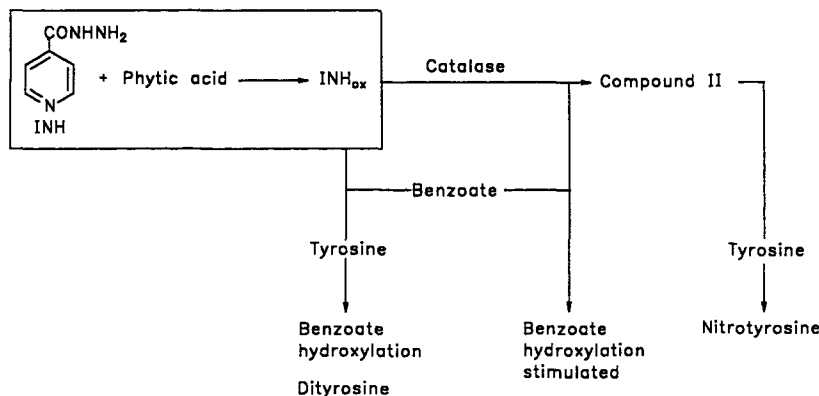 CONHNH₂
N
INH
+ Phytic acid
INHₒₓ
Catalase
Compound II
Benzoate
Tyrosine
Tyrosine
Benzoate
hydroxylation
Dityrosine
Benzoate
hydroxylation
stimulated
Nitrotyrosine